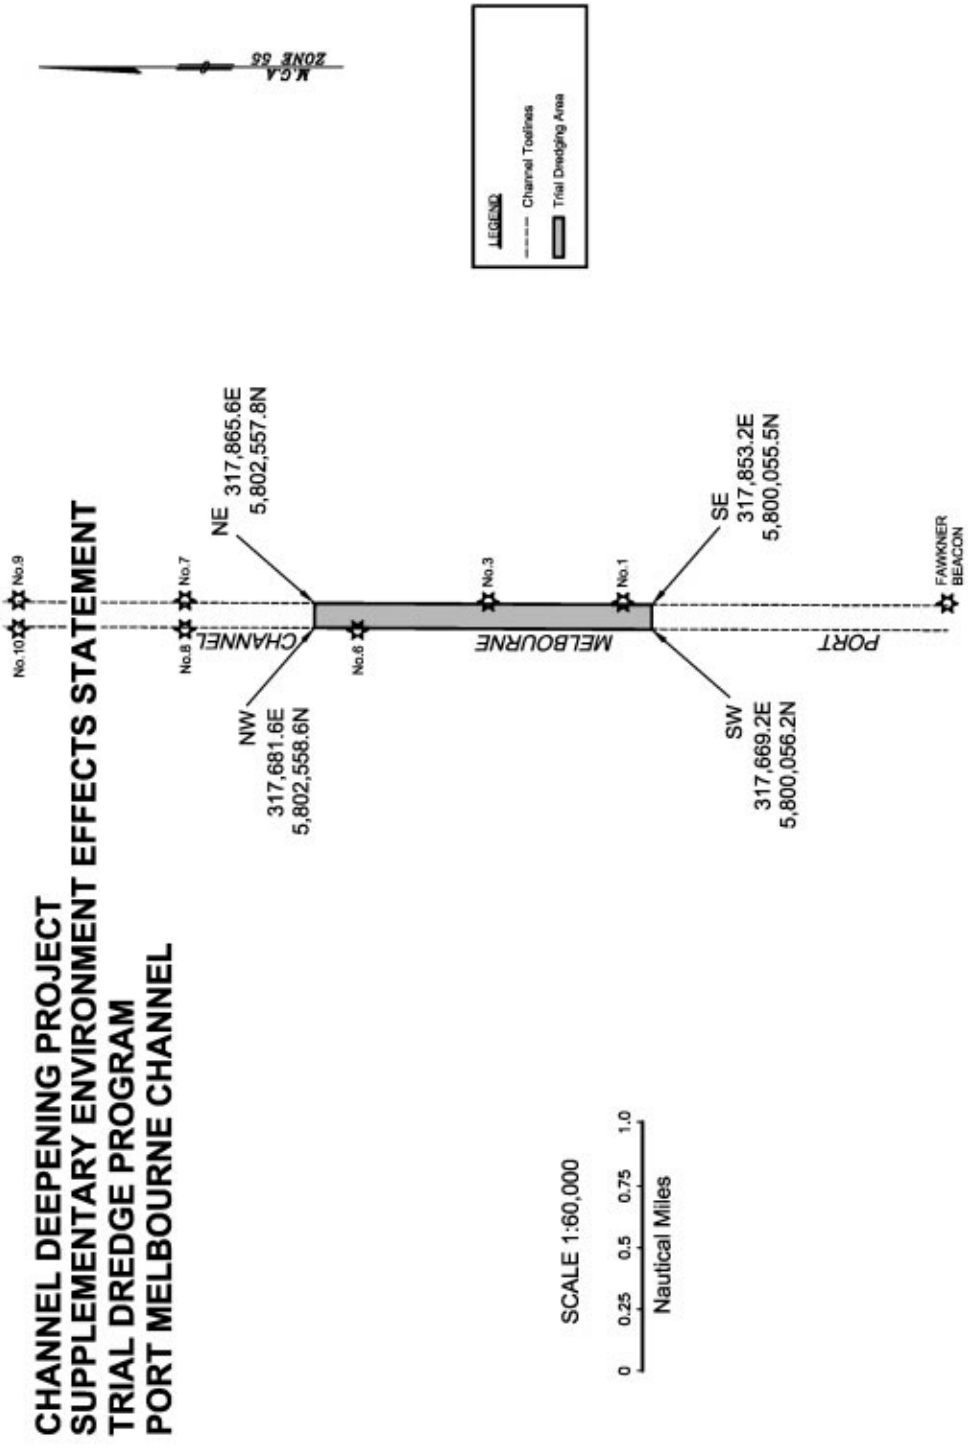 CHANNEL DEEPENING PROJECT
SUPPLEMENTARY ENVIRONMENT EFFECTS STATEMENT
TRIAL DREDGE PROGRAM
PORT MELBOURNE CHANNEL
M.G.A
ZONE 55
No.10
No.9
No.8
No.7
CHANNEL
NE
317,865.6E
5,802,557.8N
NW
317,681.6E
5,802,558.6N
No.6
No.3
MELBOURNE
No.1
SE
317,853.2E
5,800,055.5N
SW
317,669.2E
5,800,056.2N
PORT
FAWKNER
BEACON
LEGEND
Channel Toelines
Trial Dredging Area
SCALE 1:60,000
0 0.25 0.5 0.75 1.0
Nautical Miles